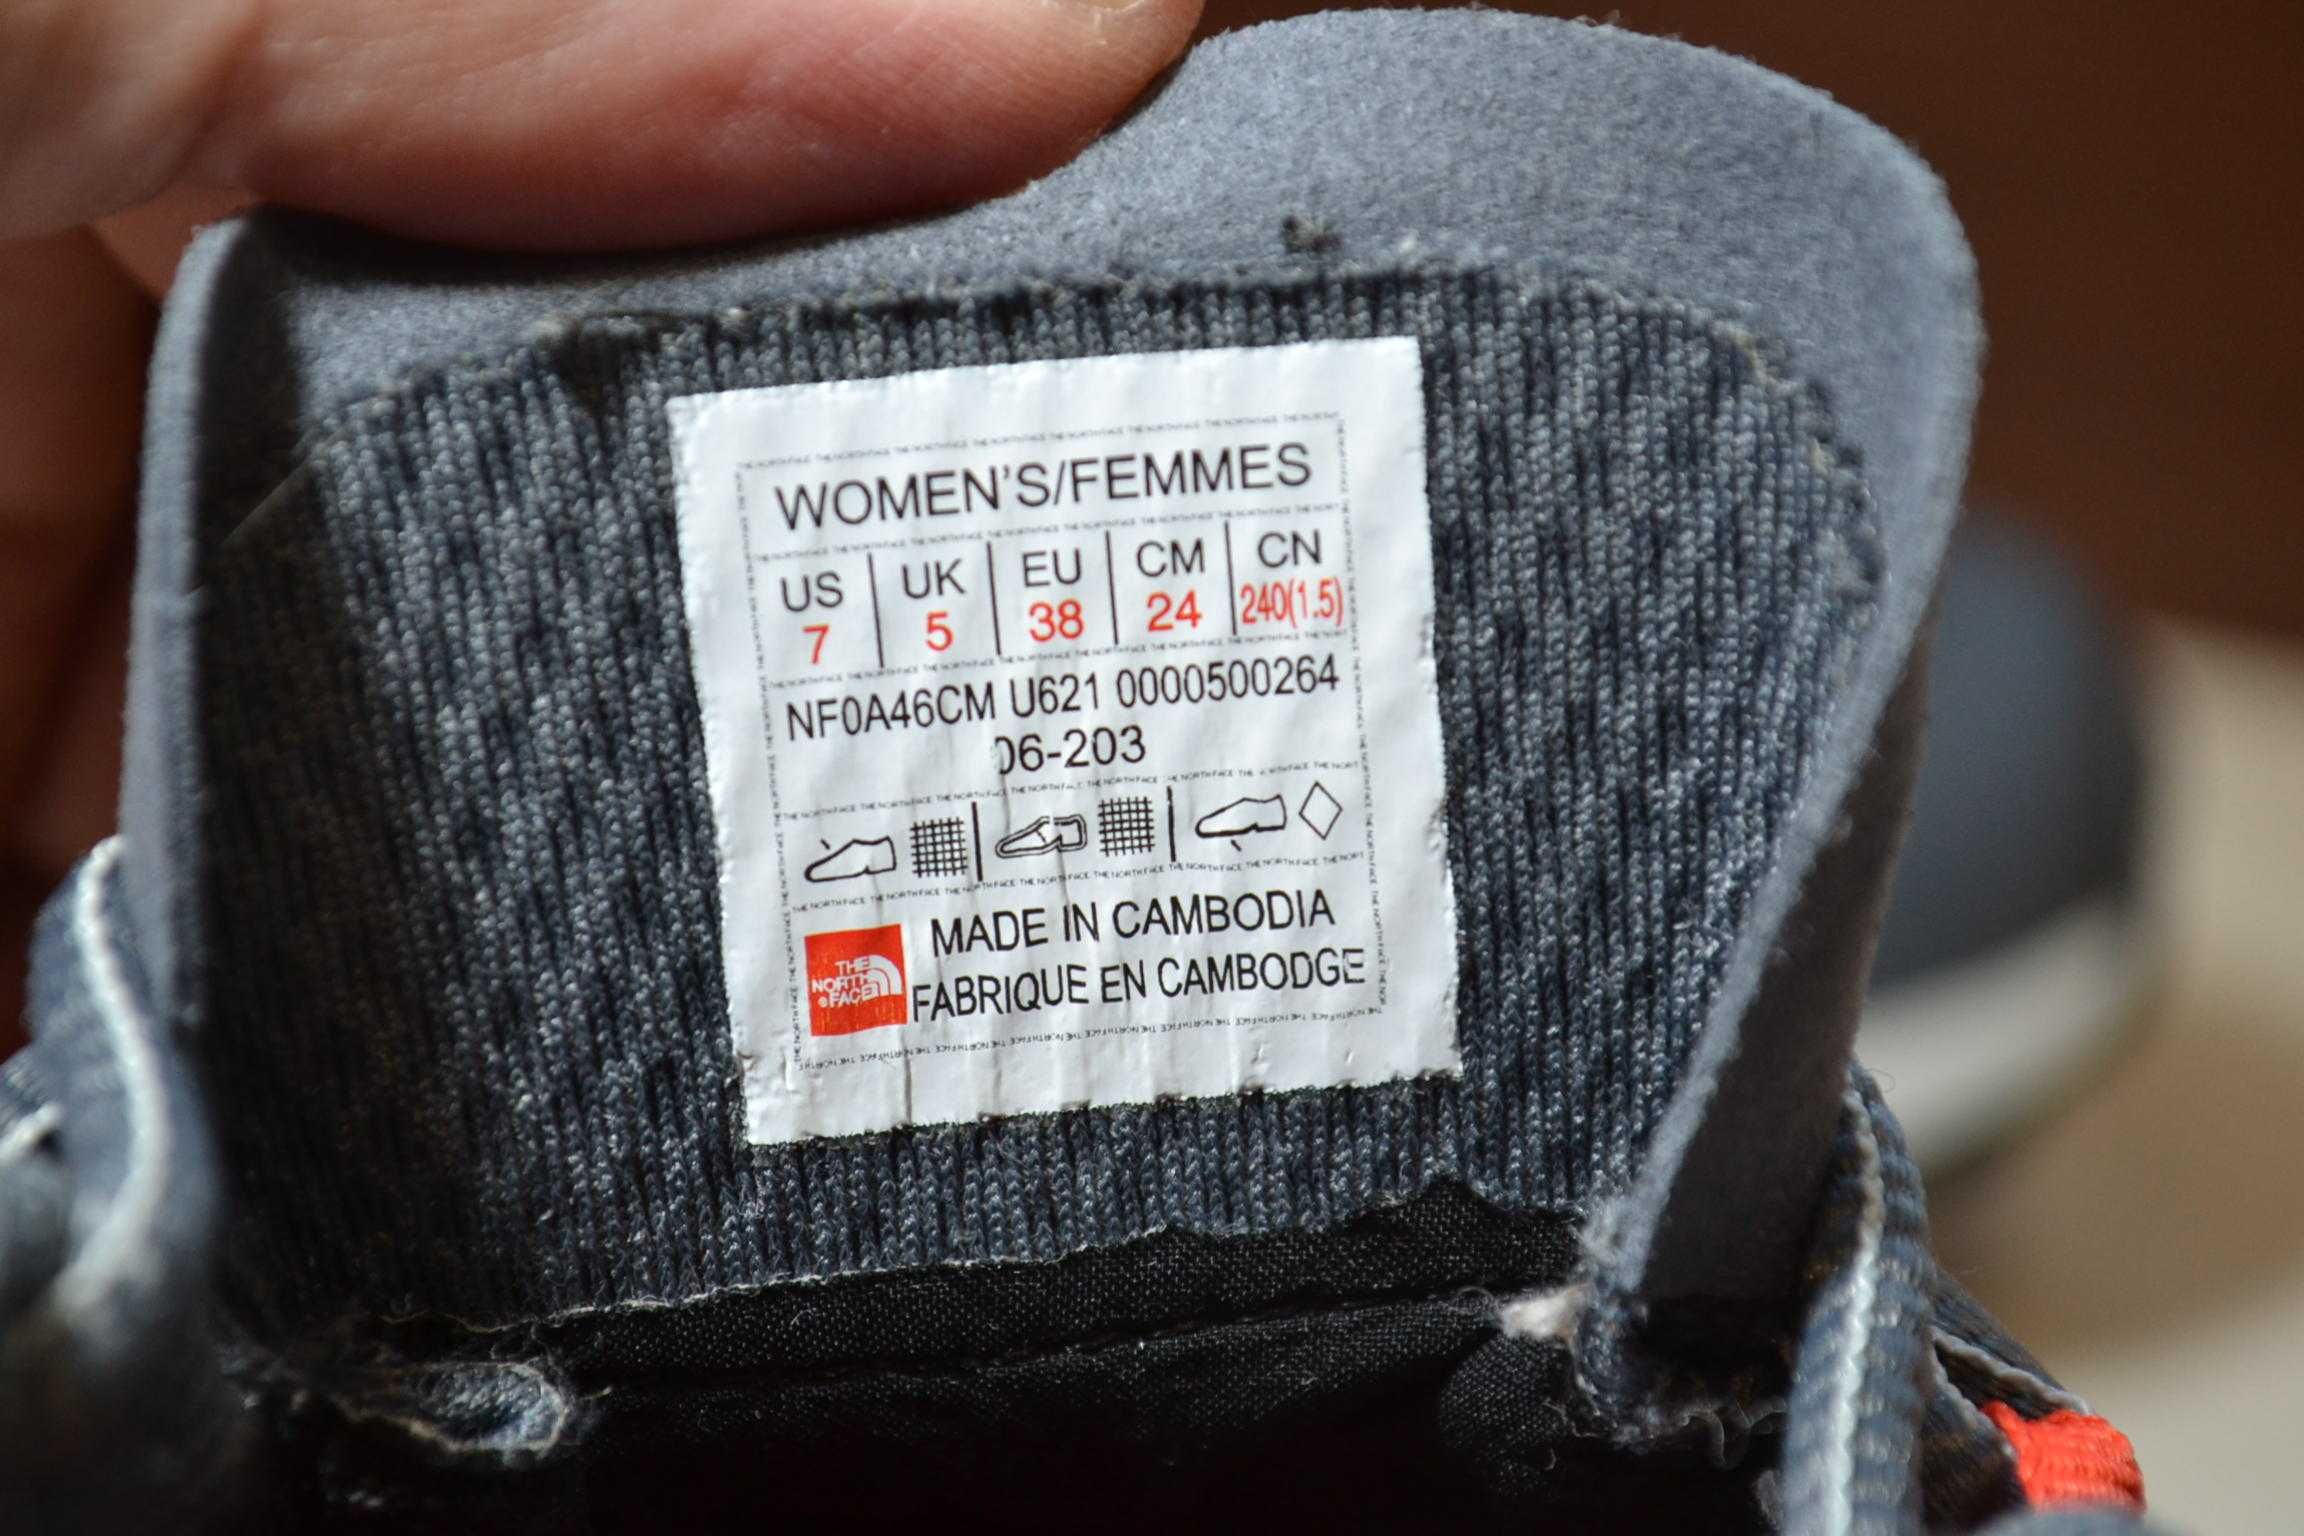 WOMEN'S/FEMMES
US UK EU CM CN
7 5 38 24 240(1.5)
NF0A46CM U621 0000500264
06-203
MADE IN CAMBODIA
FABRIQUE EN CAMBODGE
THE
NORTH
FACE